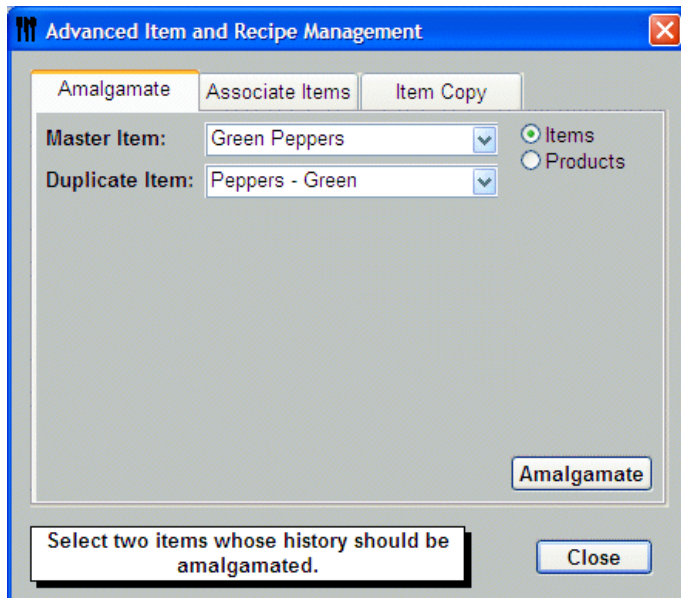 Advanced Item and Recipe Management
Amalgamate Associate Items Item Copy
Master Item: Green Peppers Items
Products
Duplicate Item: Peppers - Green
Amalgamate
Select two items whose history should be
amalgamated.
Close